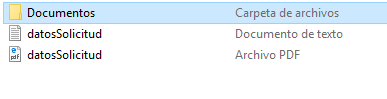 Documentos Carpeta de archivos
datosSolicitud Documento de texto
datosSolicitud Archivo PDF